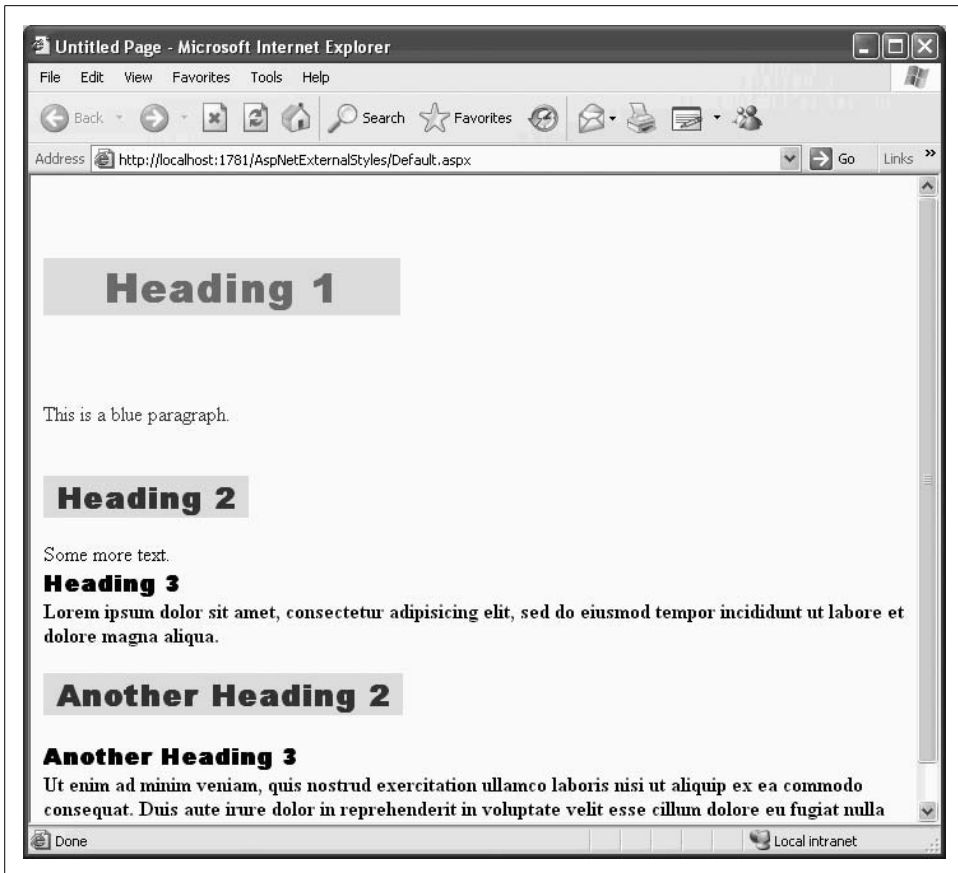 Untitled Page - Microsoft Internet Explorer
File Edit View Favorites Tools Help
Back Search Favorites
Address http://localhost:1781/AspNetExternalStyles/Default.aspx Go Links »
Heading 1
This is a blue paragraph.
Heading 2
Some more text.
Heading 3
Lorem ipsum dolor sit amet, consectetur adipisicing elit, sed do eiusmod tempor incididunt ut labore et
dolore magna aliqua.
Another Heading 2
Another Heading 3
Ut enim ad minim veniam, quis nostrud exercitation ullamco laboris nisi ut aliquip ex ea commodo
consequat. Duis aute irure dolor in reprehenderit in voluptate velit esse cillum dolore eu fugiat nulla
Done Local intranet